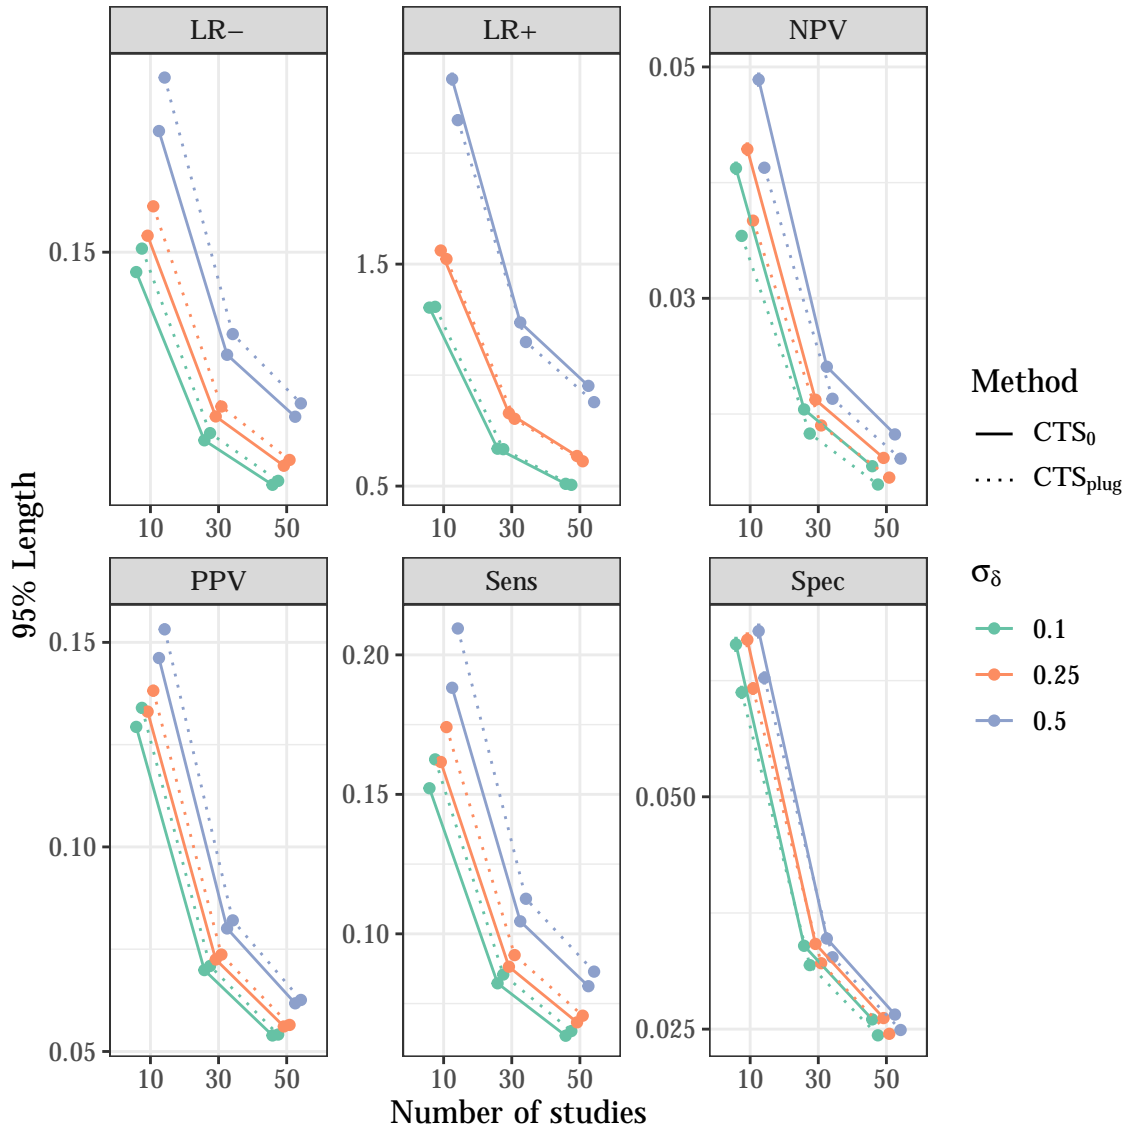 LR− LR+ NPV
0.15
1.5
0.5
0.05
0.03
10 30 50 10 30 50 10 30 50
PPV Sens Spec
0.15
0.10
0.05
0.20
0.15
0.10
0.050
0.025
10 30 50 10 30 50 10 30 50
95% Length
Number of studies
Method
CTS₀
CTSplug
σδ
0.1
0.25
0.5